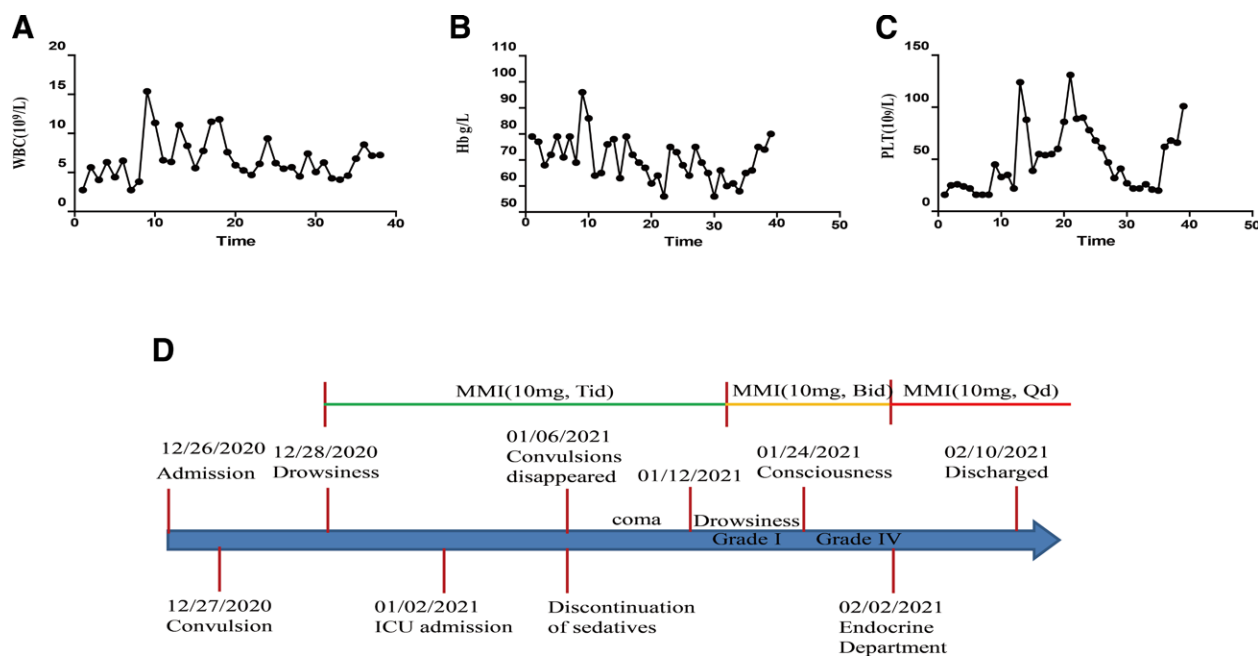 A
B
C
20
15
10
5
0
WBC(10⁹/L)
0
10
20
30
40
Time
110
100
90
80
70
60
50
Hb g/L
0
10
20
30
40
50
Time
150
100
50
0
PLT(10₉/L)
0
10
20
30
40
50
Time
D
MMI(10mg, Tid)
MMI(10mg, Bid)
MMI(10mg, Qd)
12/26/2020
Admission
12/28/2020
Drowsiness
01/06/2021
Convulsions
disappeared
01/12/2021
01/24/2021
Consciousness
02/10/2021
Discharged
coma
Drowsiness
Grade I
Grade IV
12/27/2020
Convulsion
01/02/2021
ICU admission
Discontinuation
of sedatives
02/02/2021
Endocrine
Department